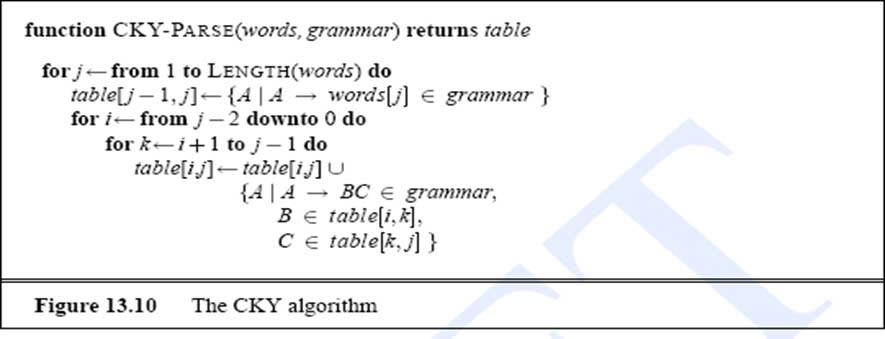 function CKY-PARSE(words, grammar) returns table
for j←from 1 to LENGTH(words) do
table[j − 1, j]←{A | A → words[j] ∈ grammar }
for i←from j − 2 downto 0 do
for k←i + 1 to j − 1 do
table[i,j]←table[i,j] ∪
{A | A → BC ∈ grammar,
B ∈ table[i,k],
C ∈ table[k, j] }
Figure 13.10 The CKY algorithm